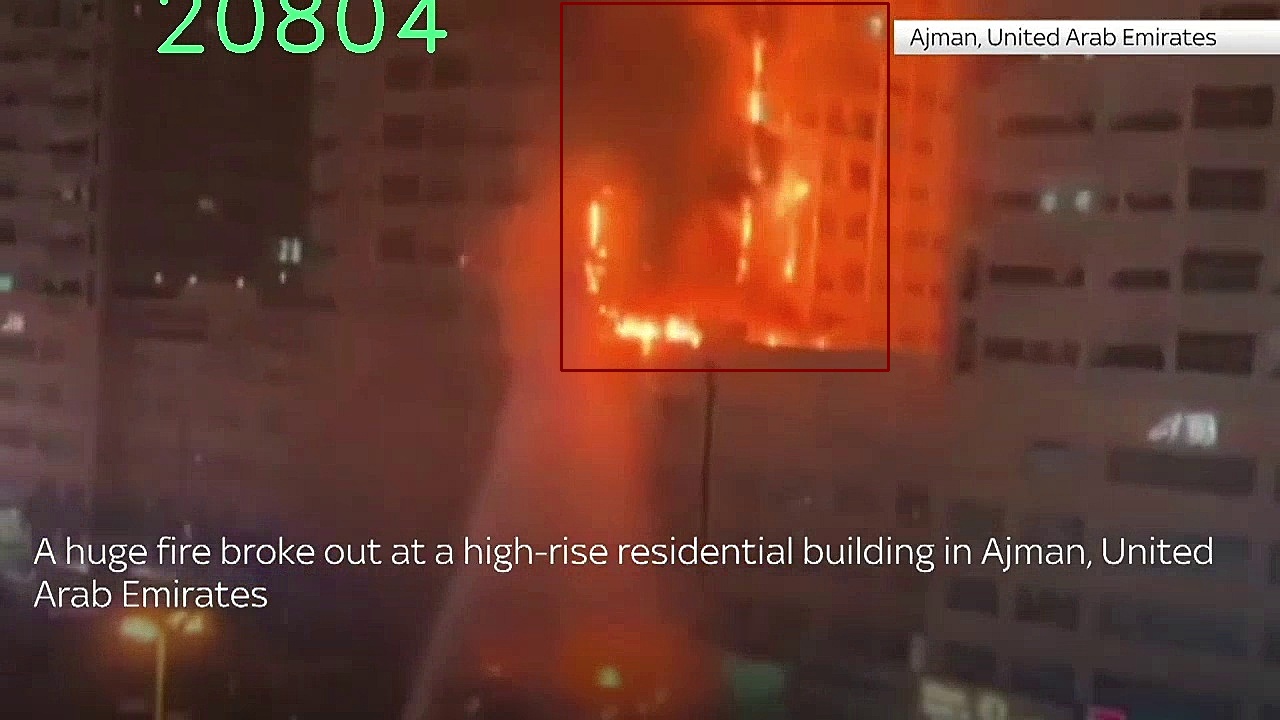 20804
Ajman, United Arab Emirates
A huge fire broke out at a high-rise residential building in Ajman, United
Arab Emirates